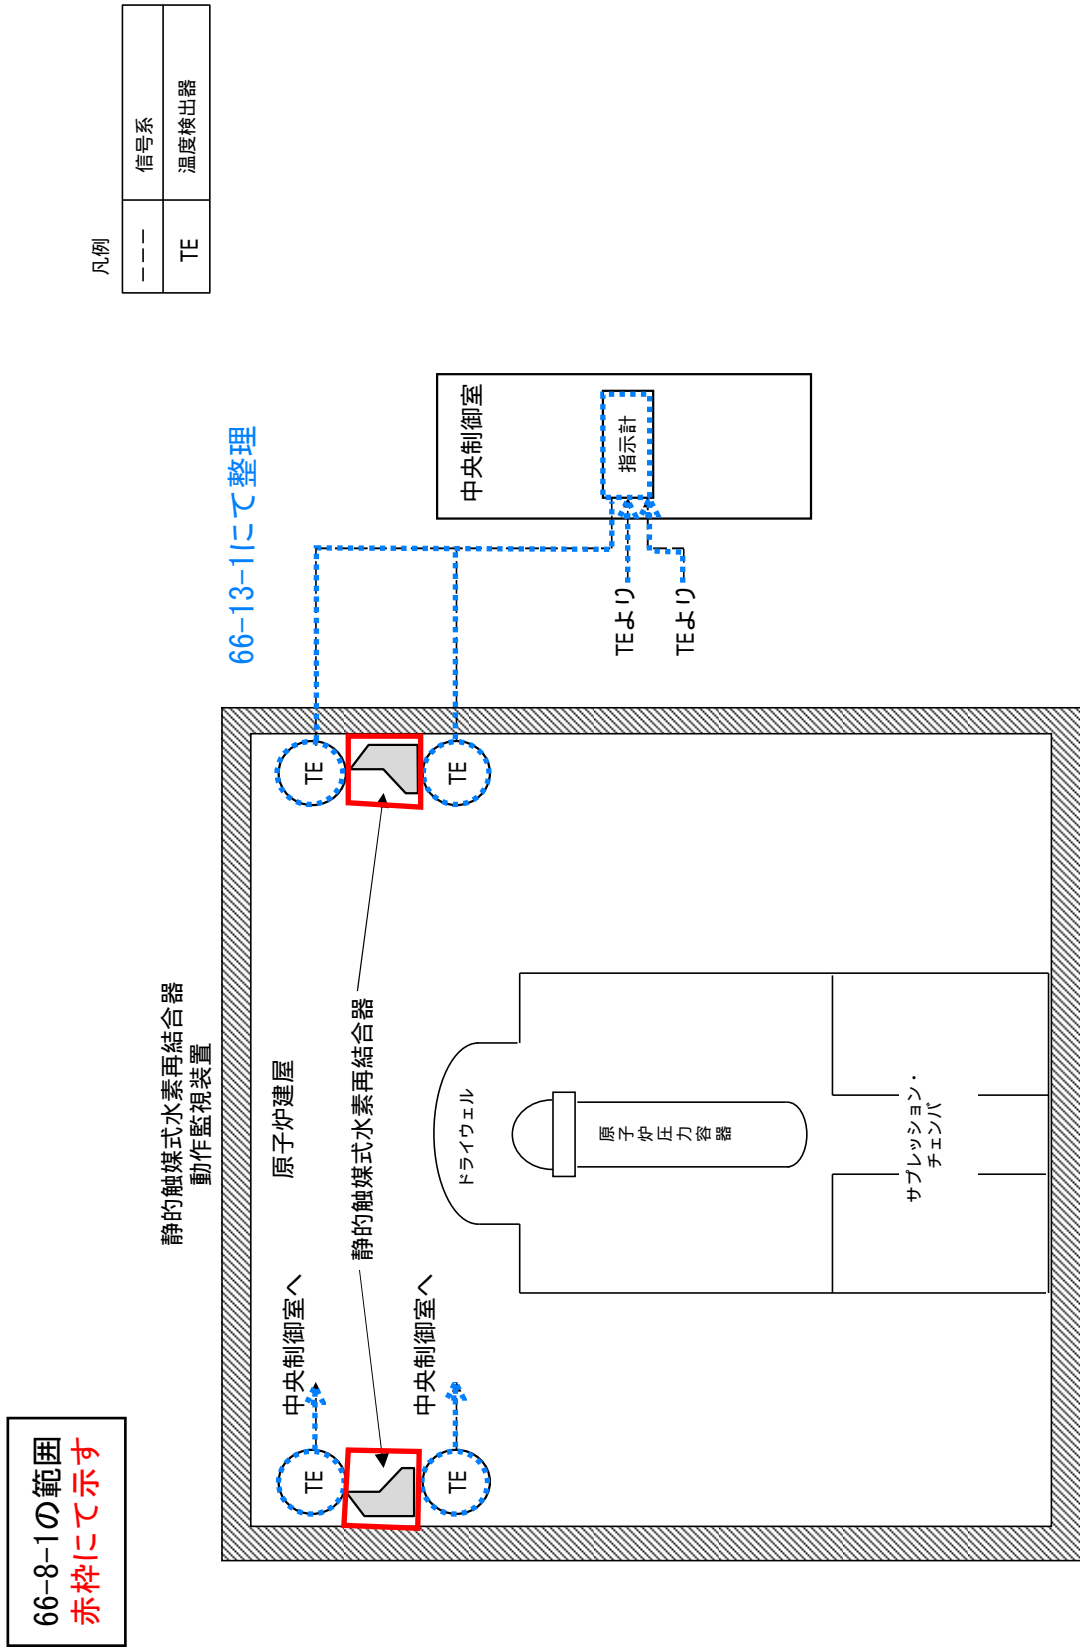 66-8-1の範囲
赤枠にて示す
静的触媒式水素再結合器
動作監視装置
66-13-1にて整理
凡例
--- 信号系
TE 温度検出器
原子炉建屋
中央制御室へ
中央制御室へ
TE
TE
TE
TE
静的触媒式水素再結合器
ドライウェル
原子炉圧力容器
サプレッション・
チェンバ
中央制御室
指示計
TEより
TEより